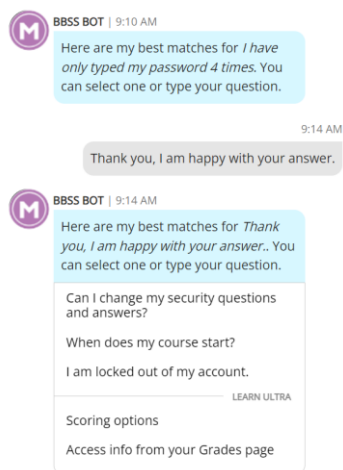 M BBSS BOT | 9:10 AM
Here are my best matches for I have
only typed my password 4 times. You
can select one or type your question.
9:14 AM
Thank you, I am happy with your answer.
M BBSS BOT | 9:14 AM
Here are my best matches for Thank
you, I am happy with your answer.. You
can select one or type your question.
Can I change my security questions
and answers?
When does my course start?
I am locked out of my account.
LEARN ULTRA
Scoring options
Access info from your Grades page